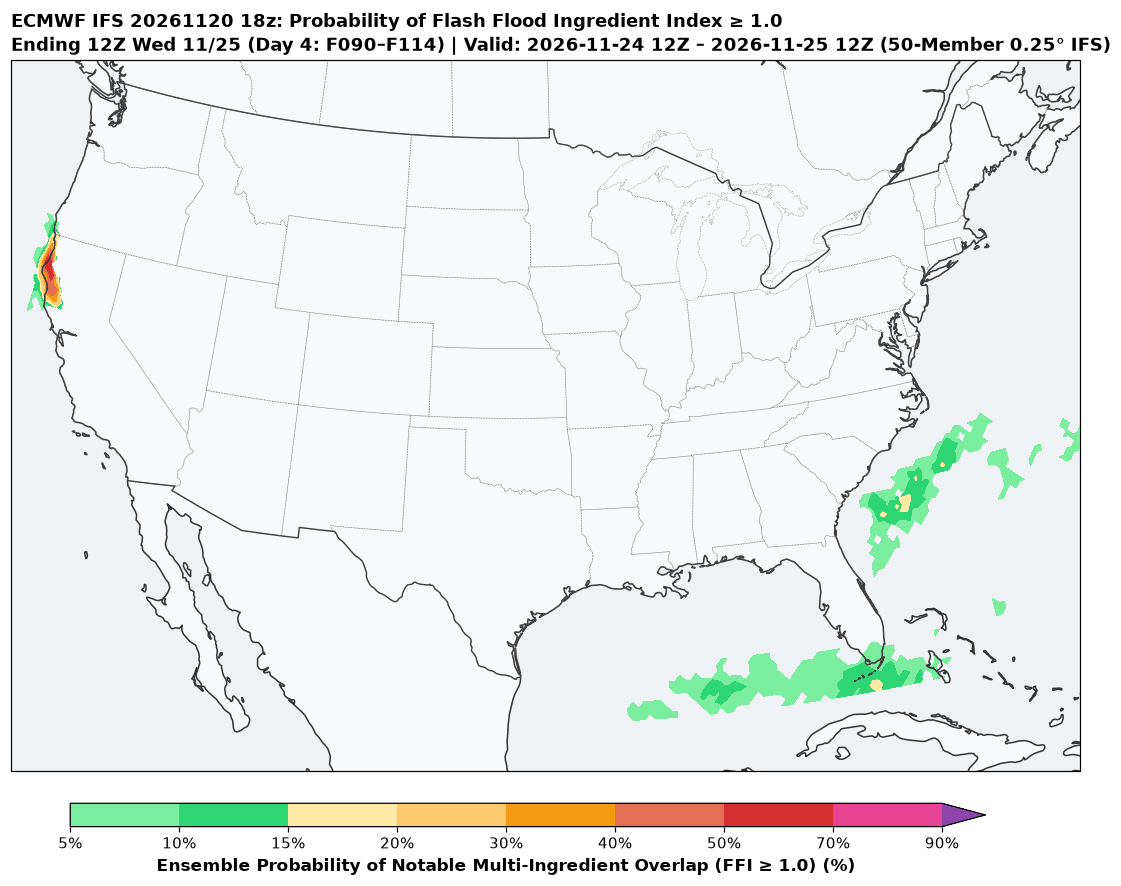 ECMWF IFS 20261120 18z: Probability of Flash Flood Ingredient Index ≥ 1.0
Ending 12Z Wed 11/25 (Day 4: F090–F114) | Valid: 2026-11-24 12Z – 2026-11-25 12Z (50-Member 0.25° IFS)
5% 10% 15% 20% 30% 40% 50% 70% 90%
Ensemble Probability of Notable Multi-Ingredient Overlap (FFI ≥ 1.0) (%)